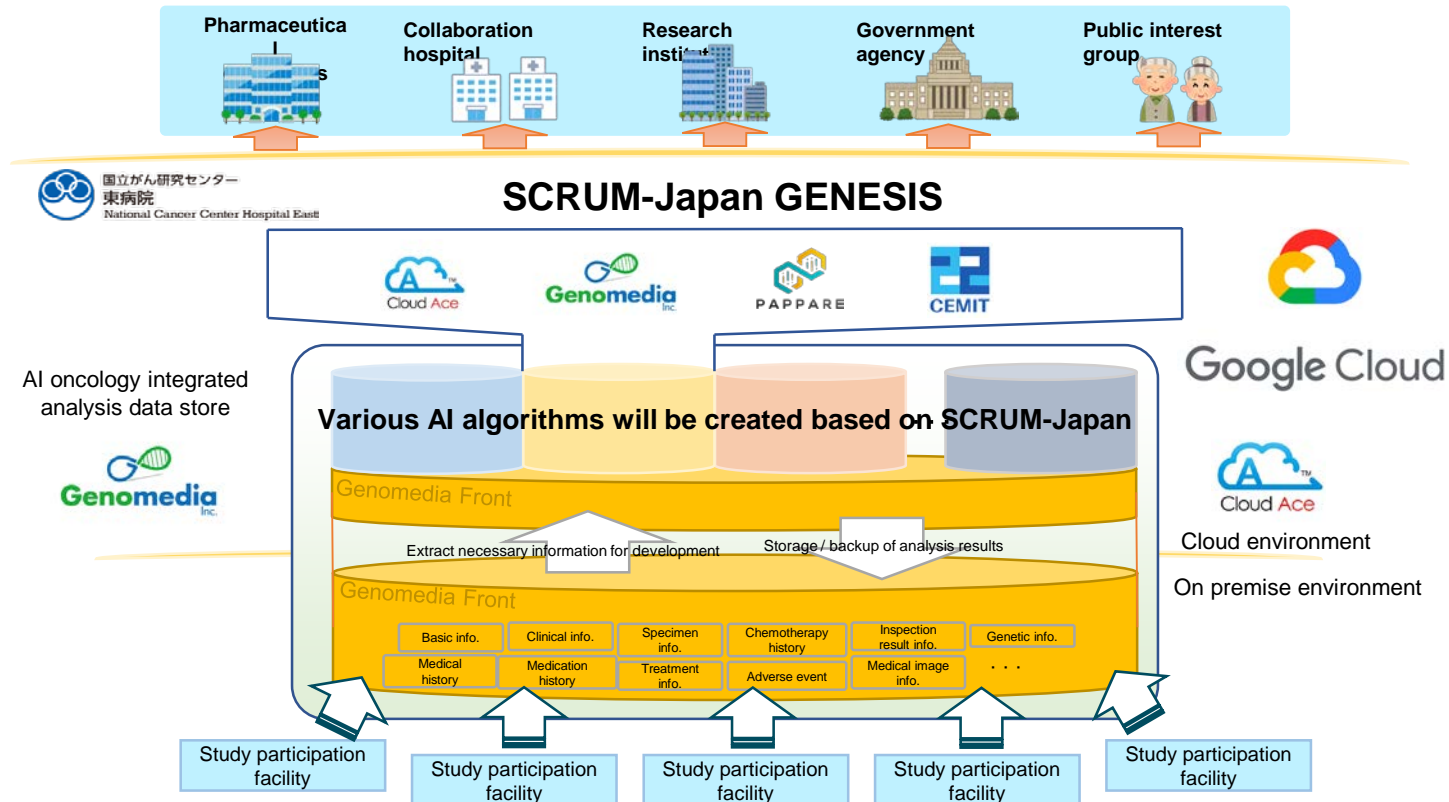 Pharmaceutica
l
s
Collaboration
hospital
Research
institut
Government
agency
Public interest
group
国立がん研究センター
東病院
National Cancer Center Hospital East
SCRUM-Japan GENESIS
A
TM
Cloud Ace
Genomedia
Inc.
PAPPARE
CEMIT
Google Cloud
AI oncology integrated
analysis data store
Genomedia
Inc.
Various AI algorithms will be created based on SCRUM-Japan
A
TM
Cloud Ace
Genomedia Front
Extract necessary information for development
Storage / backup of analysis results
Cloud environment
On premise environment
Genomedia Front
Basic info.
Clinical info.
Specimen
info.
Chemotherapy
history
Inspection
result info.
Genetic info.
Medical
history
Medication
history
Treatment
info.
Adverse event
Medical image
info.
. . .
Study participation
facility
Study participation
facility
Study participation
facility
Study participation
facility
Study participation
facility